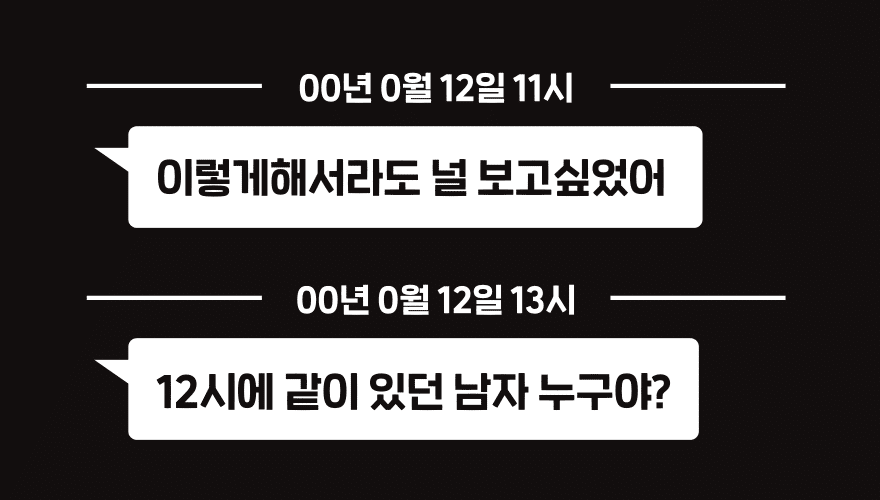 00년 0월 12일 11시
이렇게해서라도 널 보고싶었어
00년 0월 12일 13시
12시에 같이 있던 남자 누구야?